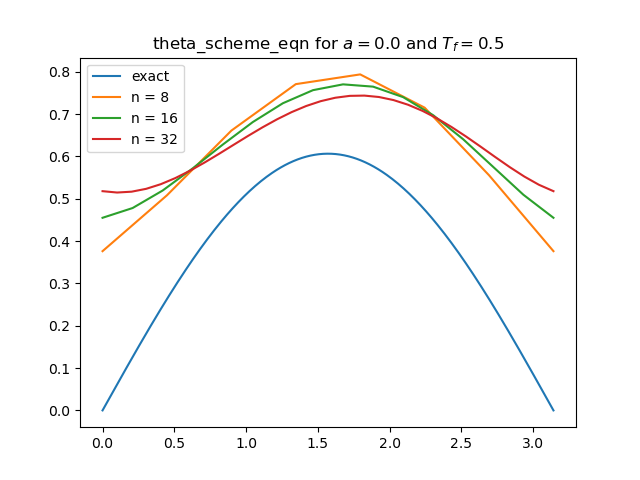 theta_scheme_eqn for a = 0.0 and T_f = 0.5
exact
n = 8
n = 16
n = 32
0.8
0.7
0.6
0.5
0.4
0.3
0.2
0.1
0.0
0.0 0.5 1.0 1.5 2.0 2.5 3.0